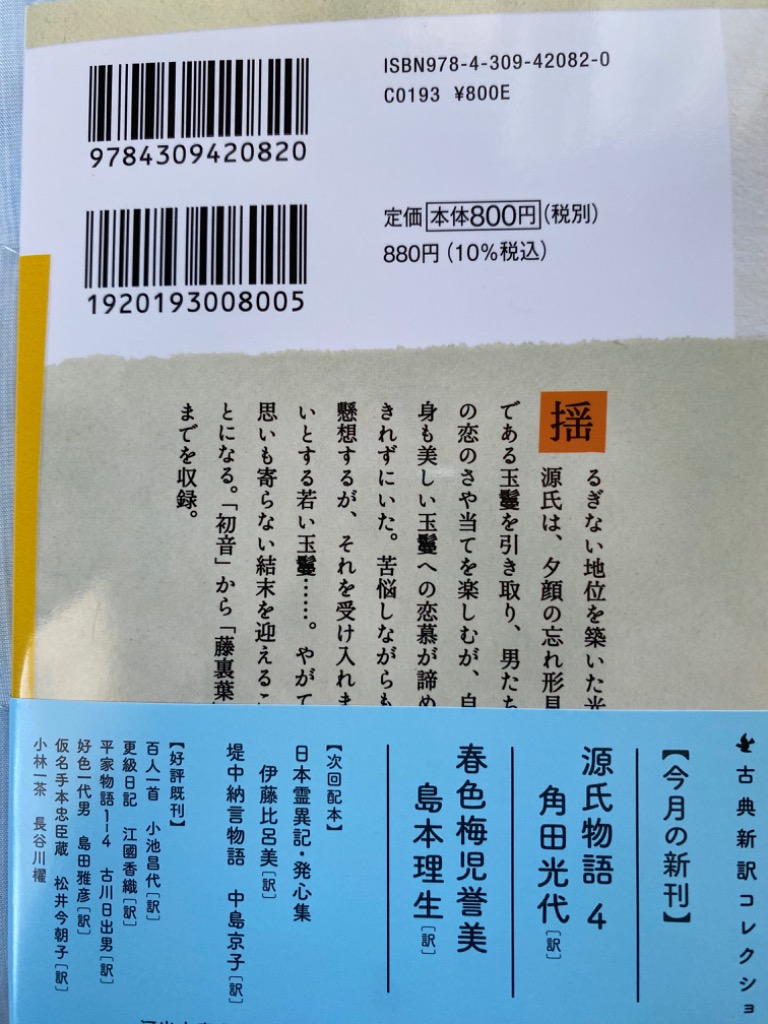 ISBN978-4-309-42082-0
C0193 ¥800E
9784309420820
定価 本体800円(税別)
880円(10%税込)
1920193008005
揺るぎない地位を築いた光
源氏は、夕顔の忘れ形見
である玉鬘を引き取り、男たち
の恋のさや当てを楽しむが、自
身も美しい玉鬘への恋慕が諦め
きれずにいた。苦悩しながらも
懸想するが、それを受け入れま
いとする若い玉鬘……。やがて
思いも寄らない結末を迎えるこ
とになる。「初音」から「藤裏葉」
までを収録。
古典新訳コレクショ
【今月の新刊】
源氏物語 4
角田光代[訳]
春色梅児誉美
島本理生[訳]
【次回配本】
日本霊異記・発心集
伊藤比呂美[訳]
堤中納言物語 中島京子[訳]
【好評既刊】
百人一首 小池昌代[訳]
更級日記 江國香織[訳]
平家物語1–4 古川日出男[訳]
好色一代男 島田雅彦[訳]
仮名手本忠臣蔵 松井今朝子[訳]
小林一茶 長谷川櫂